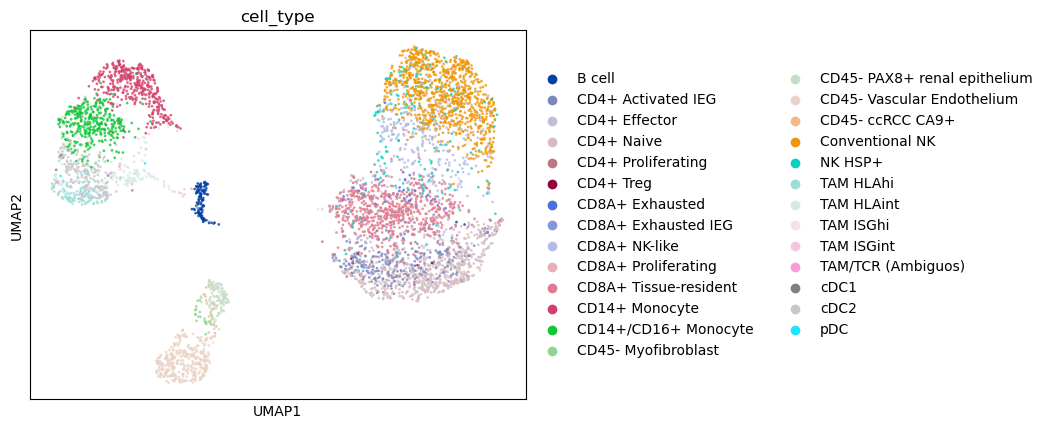 cell_type
UMAP2
UMAP1
B cell
CD4+ Activated IEG
CD4+ Effector
CD4+ Naive
CD4+ Proliferating
CD4+ Treg
CD8A+ Exhausted
CD8A+ Exhausted IEG
CD8A+ NK-like
CD8A+ Proliferating
CD8A+ Tissue-resident
CD14+ Monocyte
CD14+/CD16+ Monocyte
CD45- Myofibroblast
CD45- PAX8+ renal epithelium
CD45- Vascular Endothelium
CD45- ccRCC CA9+
Conventional NK
NK HSP+
TAM HLAhi
TAM HLAint
TAM ISGhi
TAM ISGint
TAM/TCR (Ambiguos)
cDC1
cDC2
pDC